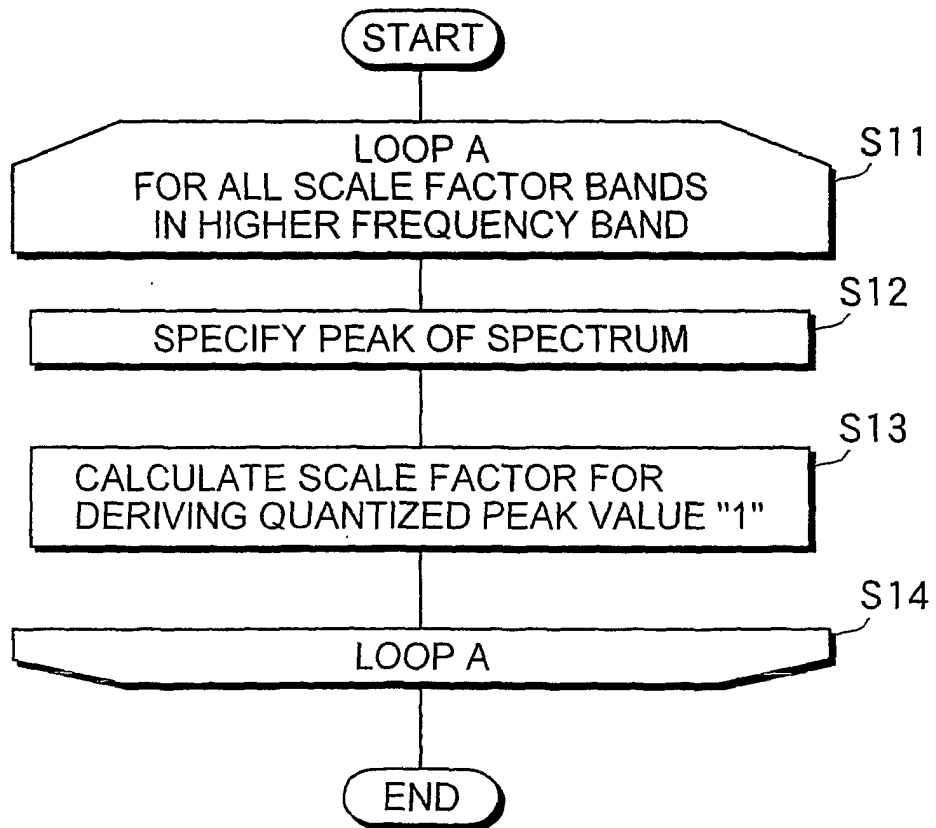 START
LOOP A
FOR ALL SCALE FACTOR BANDS
IN HIGHER FREQUENCY BAND
S11
SPECIFY PEAK OF SPECTRUM
S12
CALCULATE SCALE FACTOR FOR
DERIVING QUANTIZED PEAK VALUE "1"
S13
LOOP A
S14
END